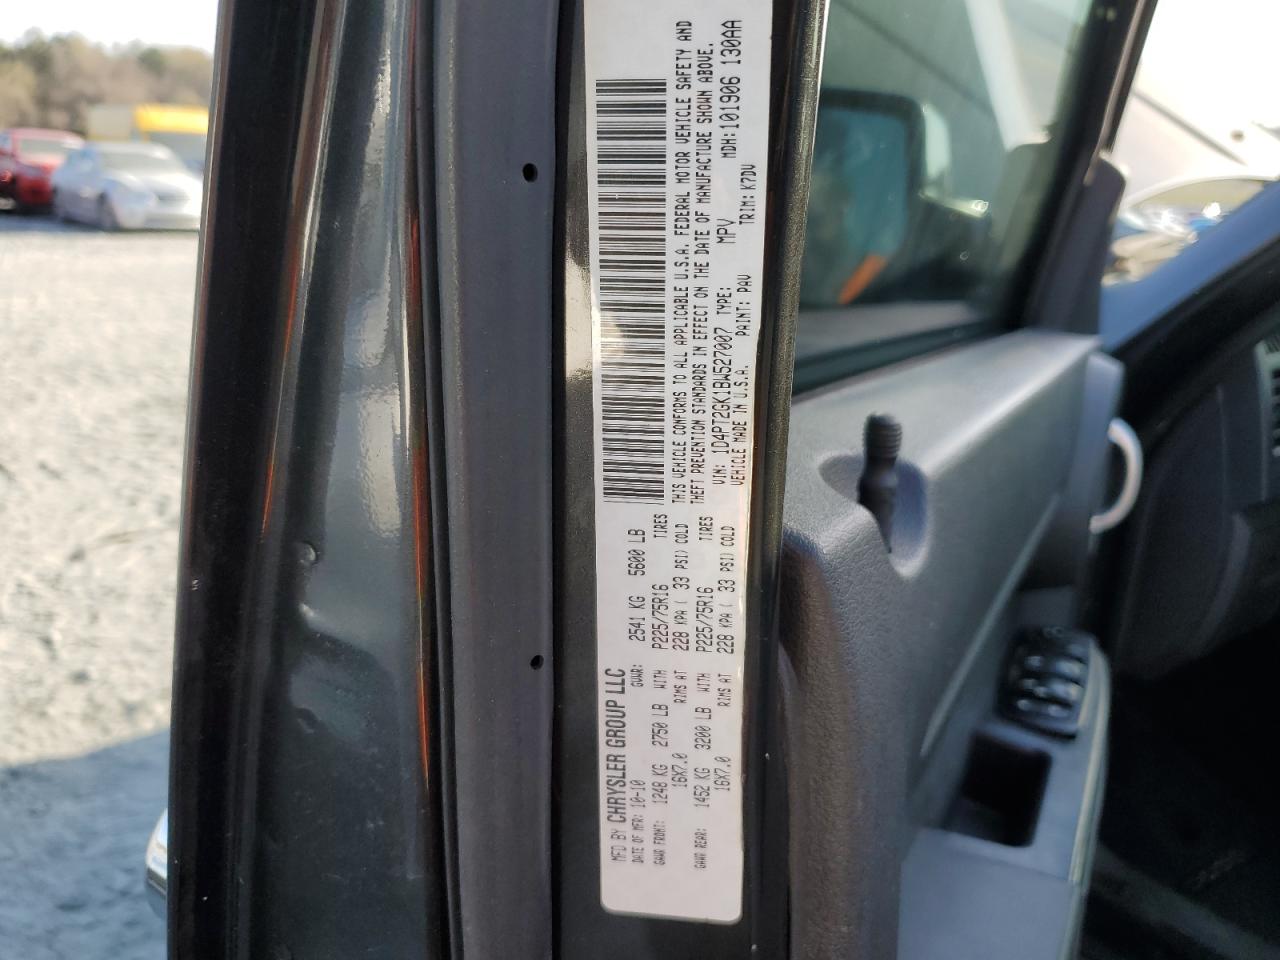 MFD BY CHRYSLER GROUP LLC
DATE OF MFR: 10-10 GVWR: 2541 KG 5600 LB
GAWR FRONT: 1248 KG 2750 LB WITH P225/75R16 TIRES
16X7.0 RIMS AT 228 KPA ( 33 PSI) COLD
GAWR REAR: 1452 KG 3200 LB WITH P225/75R16 TIRES
16X7.0 RIMS AT 228 KPA ( 33 PSI) COLD
THIS VEHICLE CONFORMS TO ALL APPLICABLE U.S.A. FEDERAL MOTOR VEHICLE SAFETY AND
THEFT PREVENTION STANDARDS IN EFFECT ON THE DATE OF MANUFACTURE SHOWN ABOVE.
VIN: 1D4PT2GK1BW527007 TYPE: MPV MDH:101906 130AA
VEHICLE MADE IN U.S.A. PAINT: PAV TRIM: K7DV